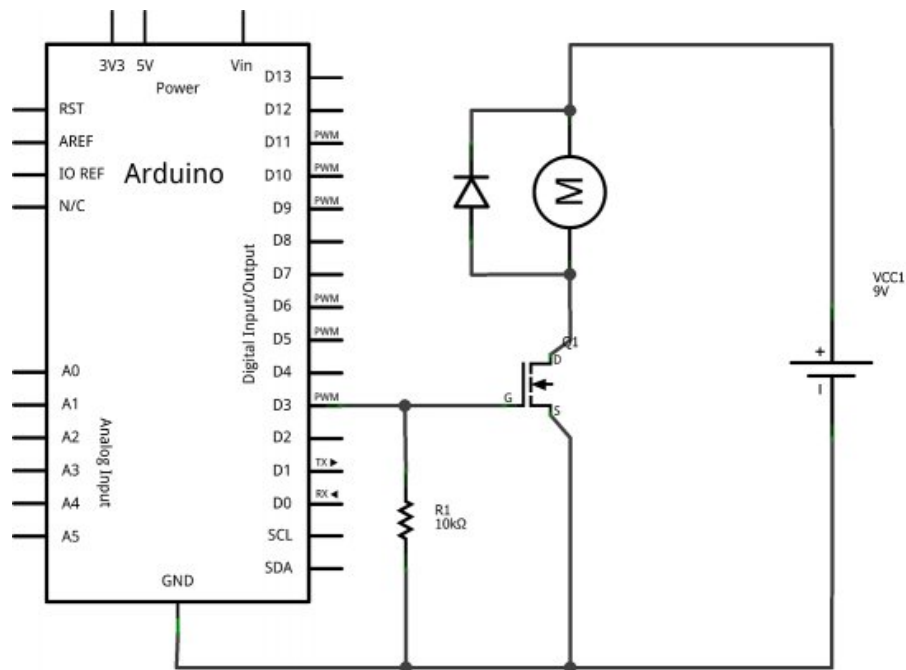 3V3 5V Vin
Power
Arduino
RST
AREF
IO REF
N/C
A0
A1
A2
A3
A4
A5
Analog Input
Digital Input/Output
D13
D12
D11 PWM
D10 PWM
D9 PWM
D8
D7
D6 PWM
D5 PWM
D4
D3 PWM
D2
D1 TX
D0 RX
SCL
SDA
GND
R1
10kΩ
M
Q1
D
G
S
VCC1
9V
+